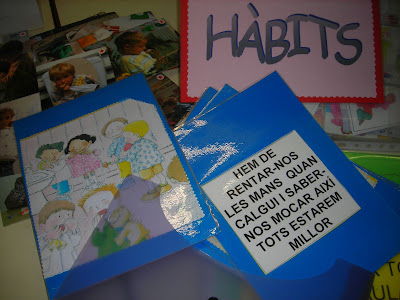 HÀBITS
HEM DE
RENTAR-NOS
LES MANS QUAN
CALGUI I SABER-
NOS MOCAR AIXÍ
TOTS ESTAREM
MILLOR